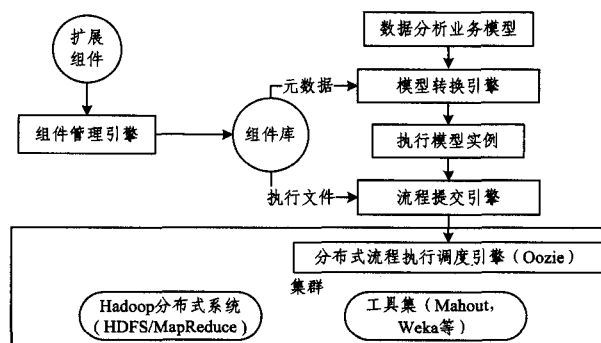 扩展
组件
数据分析业务模型
元数据
模型转换引擎
组件管理引擎
组件库
执行模型实例
执行文件
流程提交引擎
分布式流程执行调度引擎（Oozie）
集群
Hadoop分布式系统
（HDFS/MapReduce）
工具集（Mahout，
Weka等）